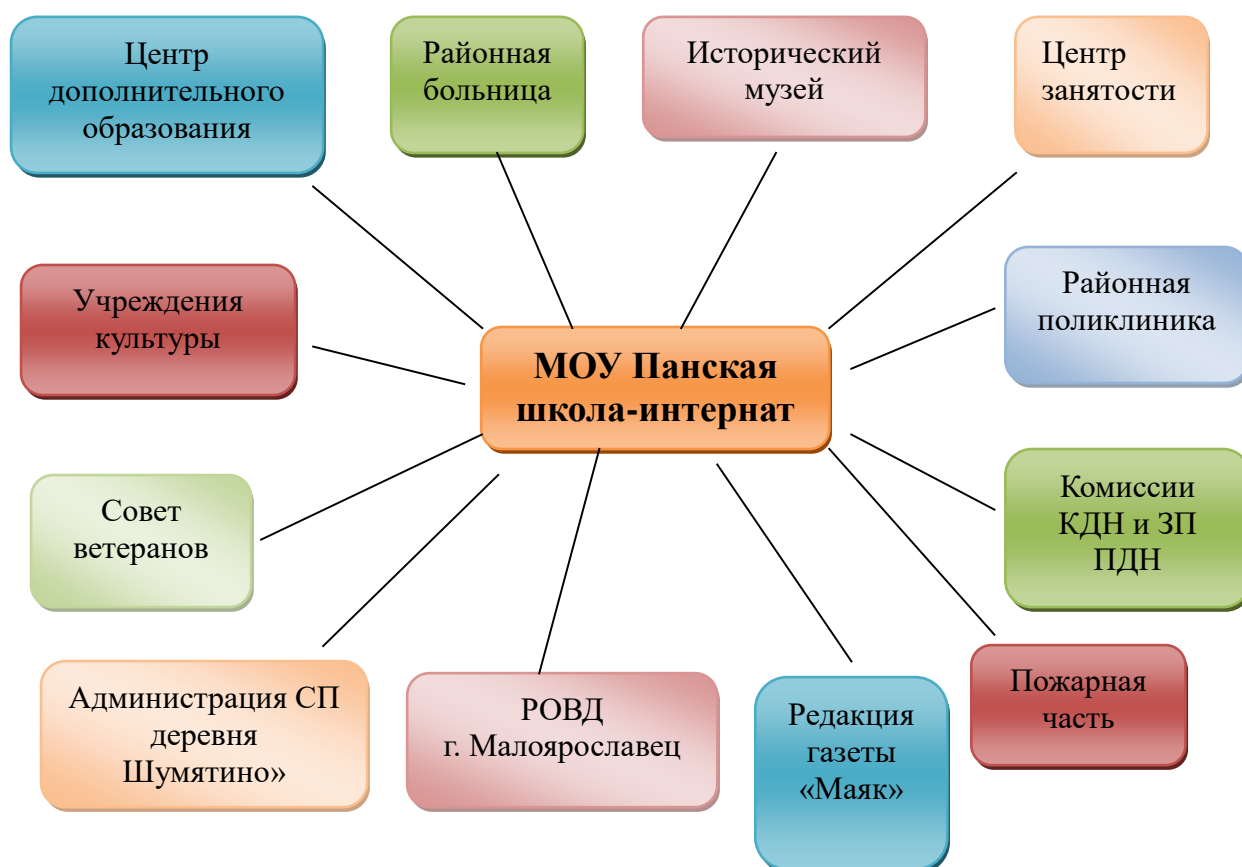 Центр
дополнительного
образования
Районная
больница
Исторический
музей
Центр
занятости
Учреждения
культуры
МОУ Панская
школа-интернат
Районная
поликлиника
Совет
ветеранов
Комиссии
КДН и ЗП
ПДН
Администрация СП
деревня
Шумятино»
РОВД
г. Малоярославец
Редакция
газеты
«Маяк»
Пожарная
часть